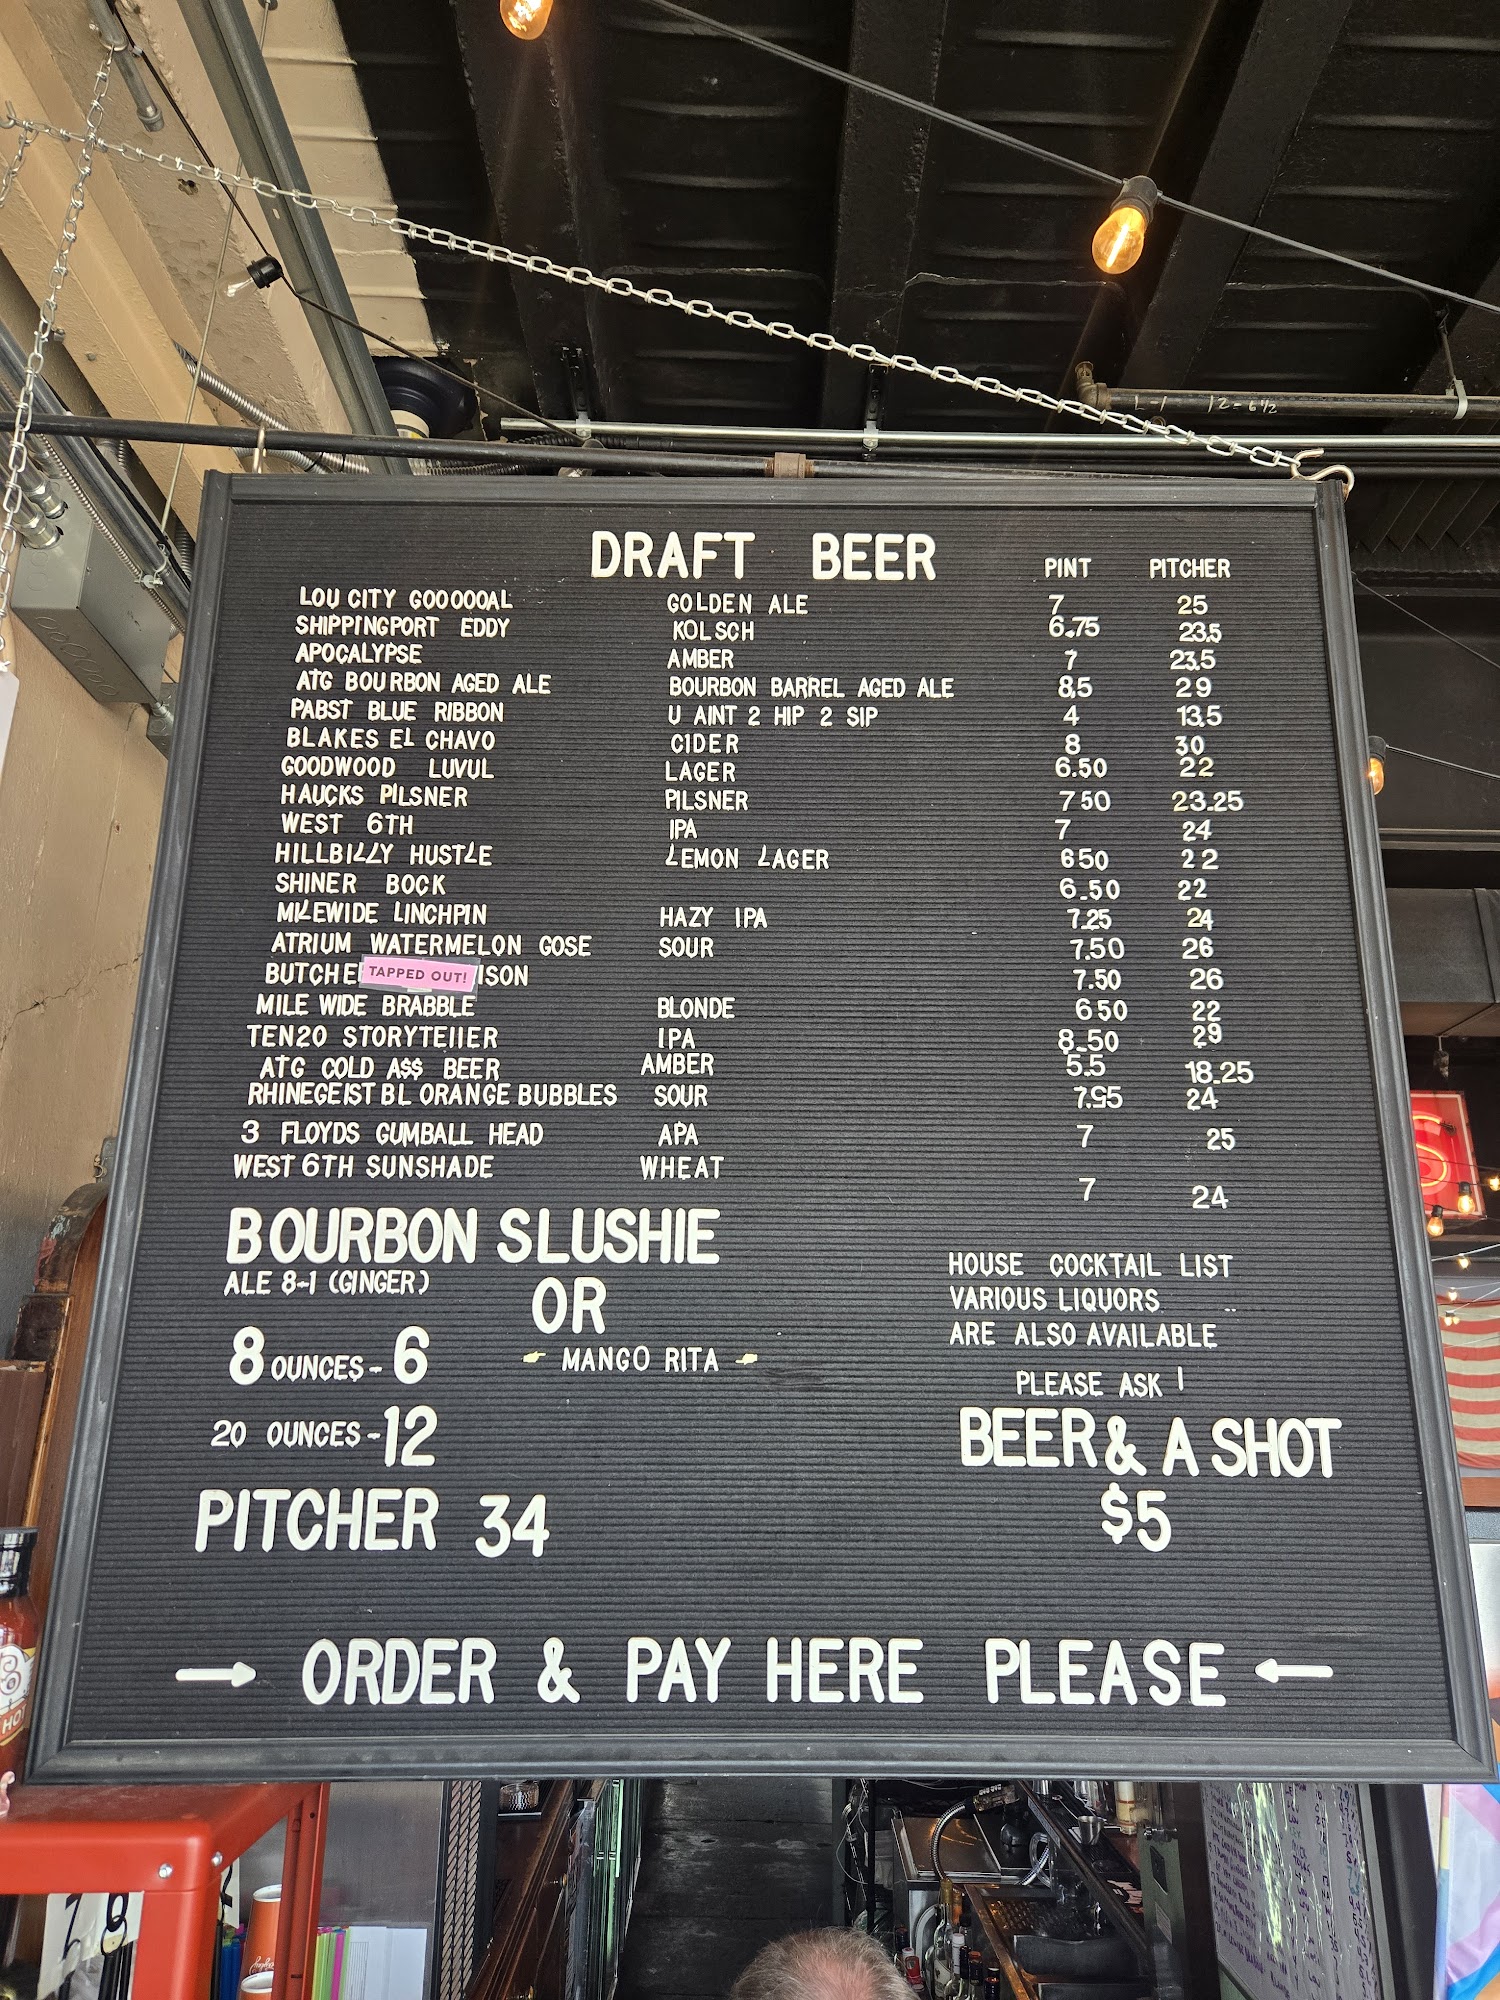 L-1 12-6½
DRAFT BEER PINT PITCHER
LOU CITY GOOOOOAL GOLDEN ALE 7 25
SHIPPINGPORT EDDY KOLSCH 6.75 23.5
APOCALYPSE AMBER 7 23.5
ATG BOURBON AGED ALE BOURBON BARREL AGED ALE 8.5 29
PABST BLUE RIBBON U AINT 2 HIP 2 SIP 4 13.5
BLAKES EL CHAVO CIDER 8 30
GOODWOOD LUVUL LAGER 6.50 22
HAUCKS PILSNER PILSNER 7 50 23.25
WEST 6TH IPA 7 24
HILLBILLY HUSTLE LEMON LAGER 6 50 22
SHINER BOCK 6.50 22
MILEWIDE LINCHPIN HAZY IPA 7.25 24
ATRIUM WATERMELON GOSE SOUR 7.50 26
BUTCHE TAPPED OUT! ISON 7.50 26
MILE WIDE BRABBLE BLONDE 6 50 22
TEN20 STORYTEIIER IPA 8.50 29
ATG COLD A$$ BEER AMBER 5.5 18.25
RHINEGEIST BL ORANGE BUBBLES SOUR 7.95 24
3 FLOYDS GUMBALL HEAD APA 7 25
WEST 6TH SUNSHADE WHEAT 7 24
BOURBON SLUSHIE
ALE 8-1 (GINGER) OR
8 OUNCES - 6 MANGO RITA
20 OUNCES - 12
PITCHER 34
HOUSE COCKTAIL LIST
VARIOUS LIQUORS
ARE ALSO AVAILABLE
PLEASE ASK !
BEER & A SHOT
$5
→ ORDER & PAY HERE PLEASE ←
HOT